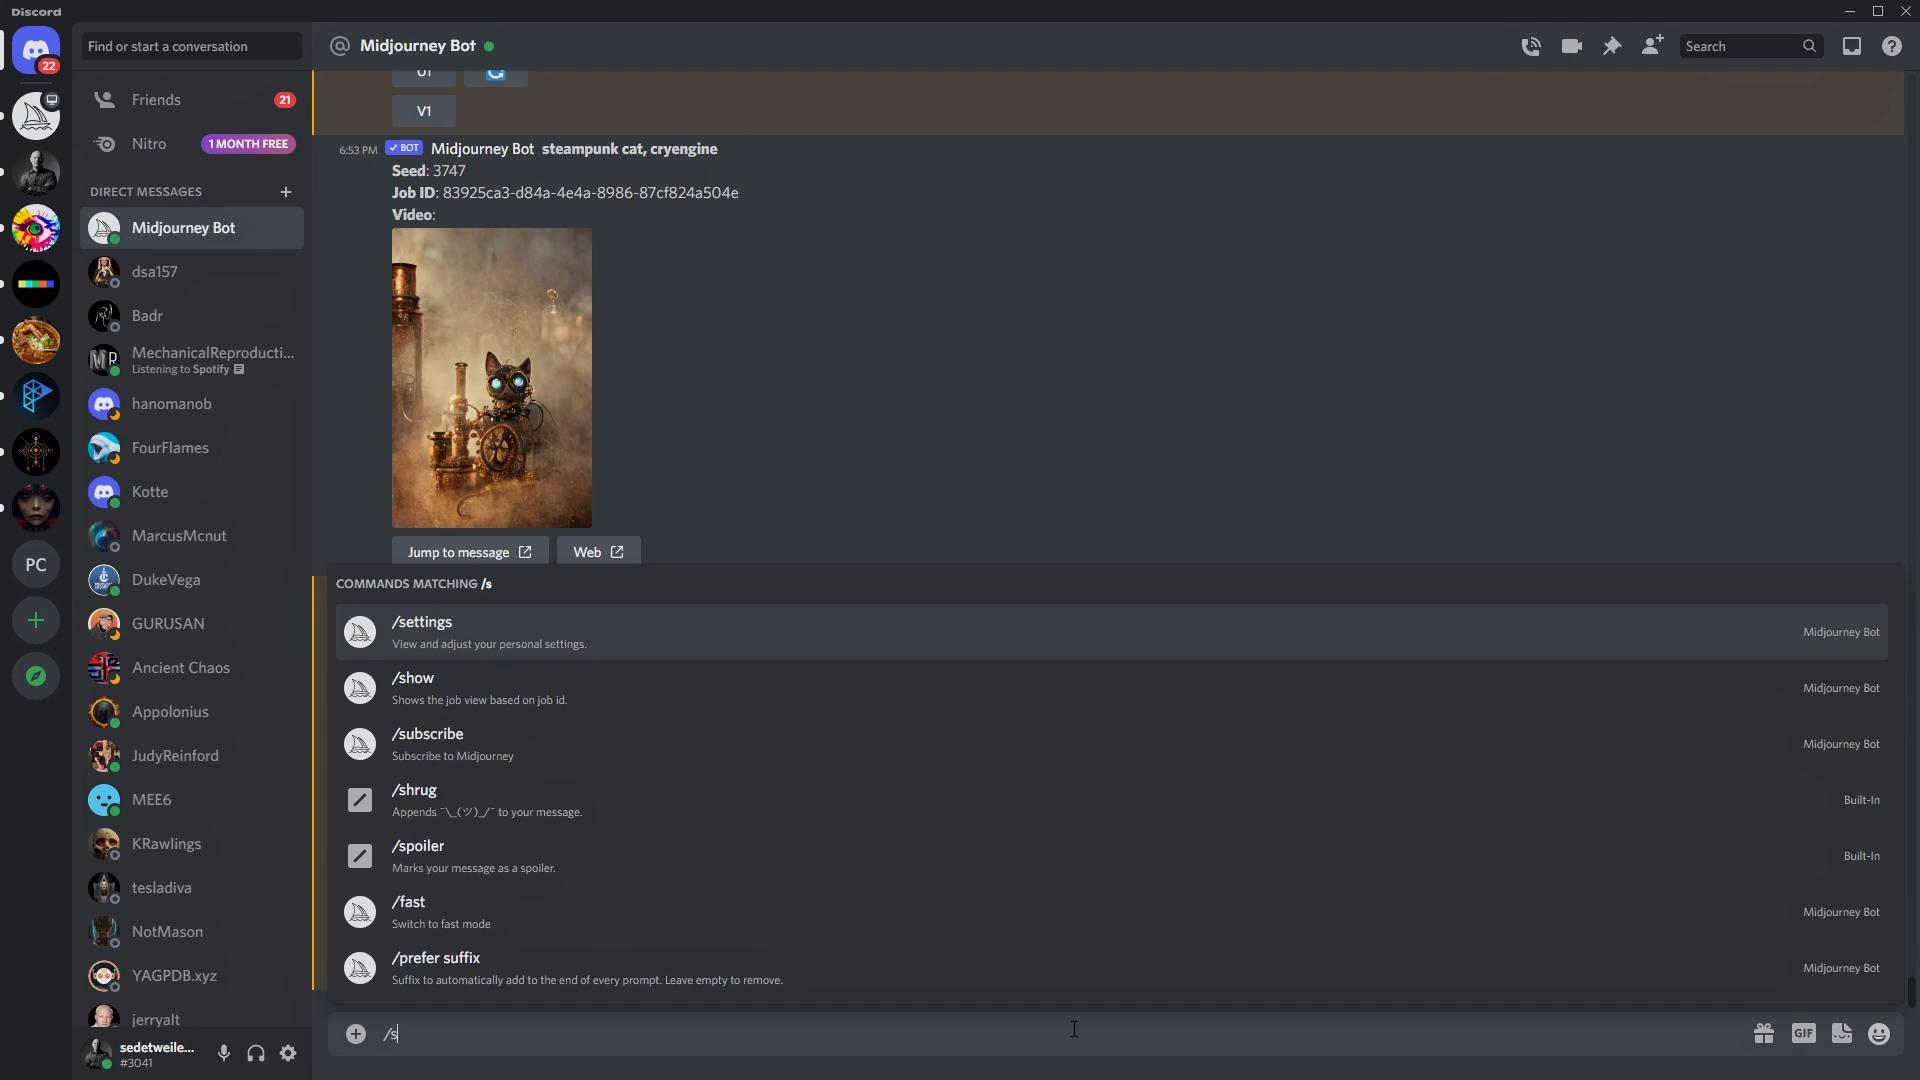 Discord
Find or start a conversation
Midjourney Bot
Search
22
Friends
21
Nitro
1 MONTH FREE
DIRECT MESSAGES
Midjourney Bot
dsa157
Badr
MechanicalReproducti...
Listening to Spotify
hanomanob
FourFlames
Kotte
MarcusMcnut
DukeVega
GURUSAN
Ancient Chaos
Appolonius
JudyReinford
MEE6
KRawlings
tesladiva
NotMason
YAGPDB.xyz
jerryalt
PC
sedetweile...
#3041
U1
V1
6:53 PM BOT Midjourney Bot steampunk cat, cryengine
Seed: 3747
Job ID: 83925ca3-d84a-4e4a-8986-87cf824a504e
Video:
Jump to message
Web
COMMANDS MATCHING /s
/settings
View and adjust your personal settings.
Midjourney Bot
/show
Shows the job view based on job id.
Midjourney Bot
/subscribe
Subscribe to Midjourney
Midjourney Bot
/shrug
Appends ¯\_(ツ)_/¯ to your message.
Built-In
/spoiler
Marks your message as a spoiler.
Built-In
/fast
Switch to fast mode
Midjourney Bot
/prefer suffix
Suffix to automatically add to the end of every prompt. Leave empty to remove.
Midjourney Bot
/s
GIF